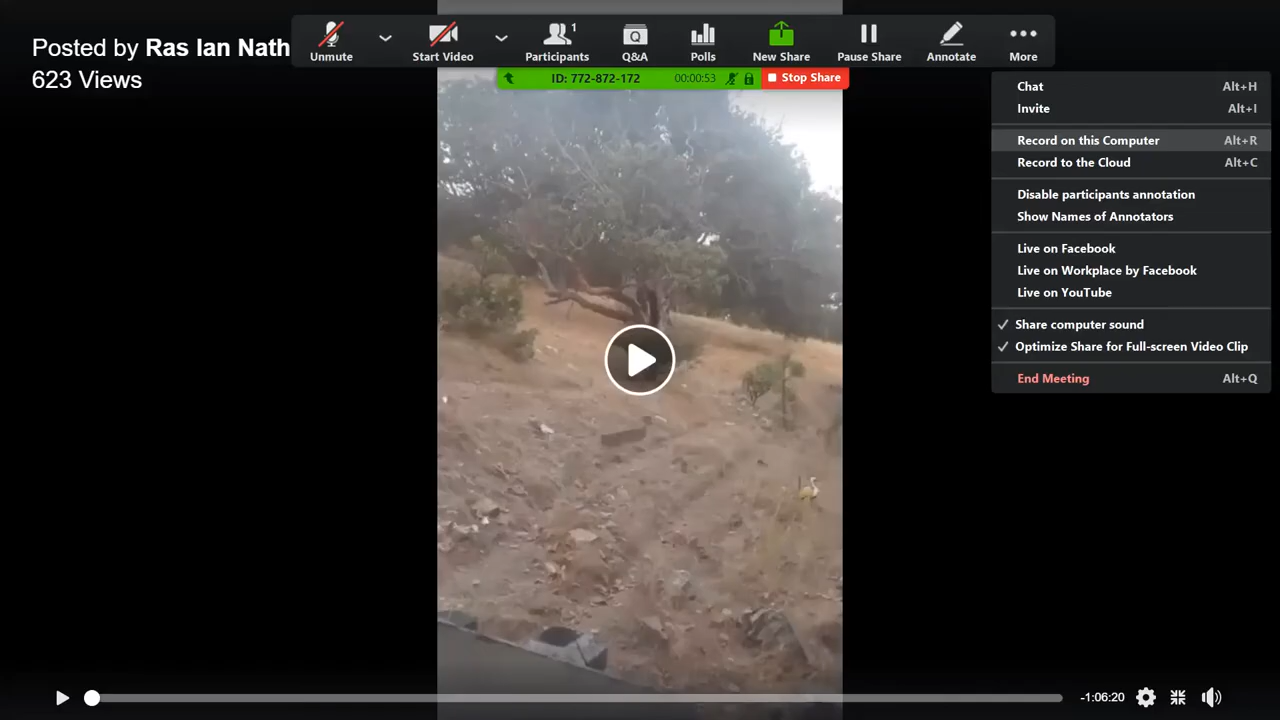 Posted by Ras Ian Nath
623 Views
Unmute
Start Video
Participants
1
Q&A
Polls
New Share
Pause Share
Annotate
More
ID: 772-872-172
00:00:53
Stop Share
Chat Alt+H
Invite Alt+I
Record on this Computer Alt+R
Record to the Cloud Alt+C
Disable participants annotation
Show Names of Annotators
Live on Facebook
Live on Workplace by Facebook
Live on YouTube
Share computer sound
Optimize Share for Full-screen Video Clip
End Meeting Alt+Q
-1:06:20